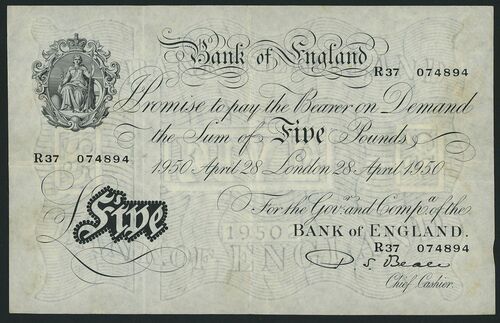 Bank of England
R37 074894
I Promise to pay the Bearer on Demand
the Sum of Five Pounds
R37 074894
1950 April 28 London 28 April 1950
Five
For the Govr. and Compa. of the
1950
BANK OF ENGLAND.
R37 074894
P S Beale
Chief Cashier.